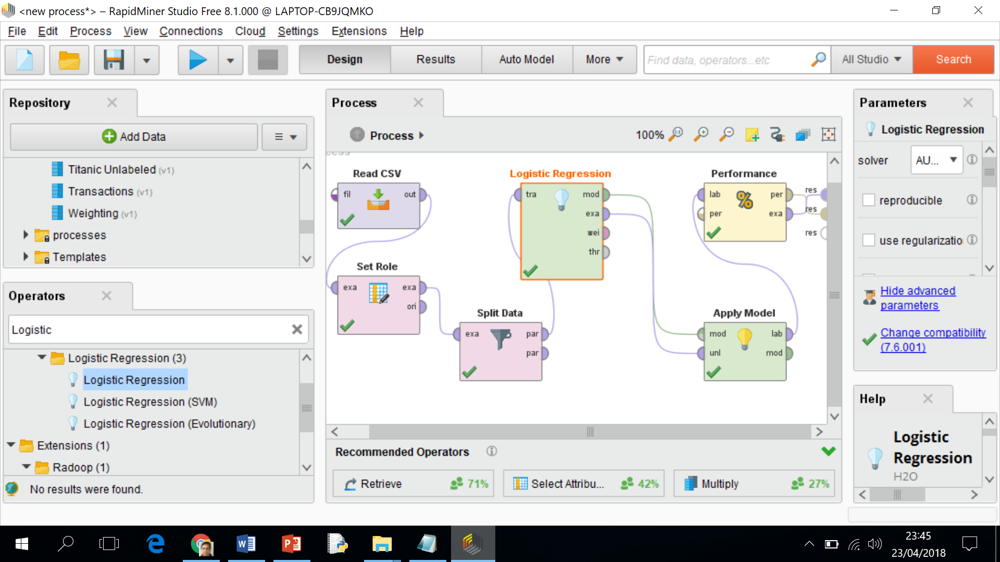 <new process*> – RapidMiner Studio Free 8.1.000 @ LAPTOP-CB9JQMKO
File Edit Process View Connections Cloud Settings Extensions Help
Design Results Auto Model More Find data, operators...etc All Studio Search
Repository
Add Data
Titanic Unlabeled (v1)
Transactions (v1)
Weighting (v1)
processes
Templates
Operators
Logistic
Logistic Regression (3)
Logistic Regression
Logistic Regression (SVM)
Logistic Regression (Evolutionary)
Extensions (1)
Radoop (1)
No results were found.
Process
Process
100%
Read CSV
fil out
Set Role
exa exa
ori
Split Data
exa par
par
Logistic Regression
tra mod
exa
wei
thr
Performance
lab per
per exa
res
res
res
Apply Model
mod lab
unl mod
Recommended Operators
Retrieve 71%
Select Attribu... 42%
Multiply 27%
Parameters
Logistic Regression
solver AU...
reproducible
use regularizatio
Hide advanced
parameters
Change compatibility
(7.6.001)
Help
Logistic
Regression
H2O
23:45
23/04/2018